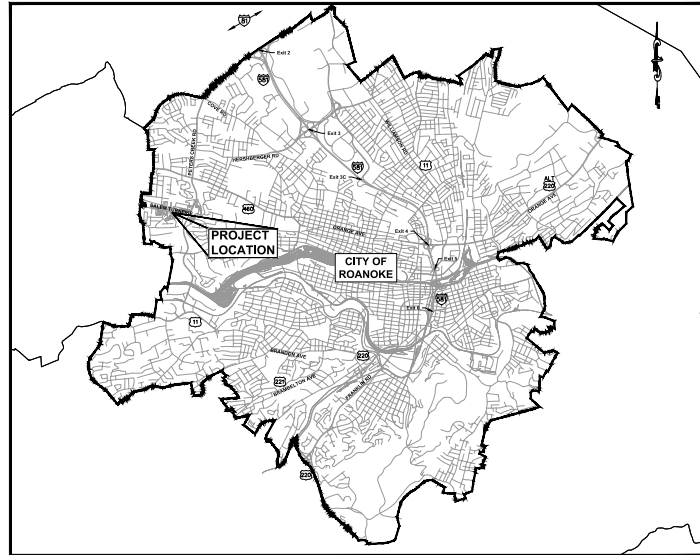 81
Exit 2
581
COVE RD
PETERS CREEK RD
Exit 3
HERSHBERGER RD
WILLIAMSON RD
581
11
Exit 3C
ALT
220
ORANGE AVE
460
SALEM TURNPIKE
ORANGE AVE
PROJECT
LOCATION
Exit 4
CITY OF
ROANOKE
Exit 5
581
Exit 6
11
BRANDON AVE
220
221
BRAMBELTON AVE
FRANKLIN RD
220